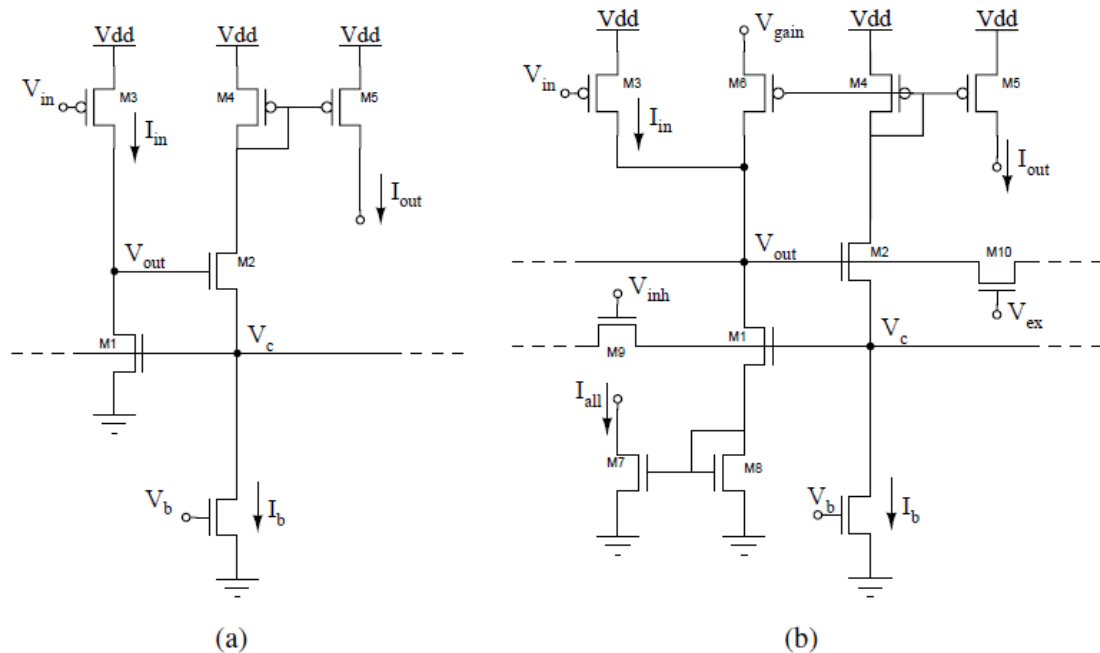 Vdd Vdd Vdd
V_in M3 M4 M5
I_in
I_out
V_out M2
M1 V_c
V_b I_b
(a)
Vdd V_gain Vdd Vdd
V_in M3 M6 M4 M5
I_in I_out
V_out M2 M10
V_inh V_ex
M9 M1 V_c
I_all
M7 M8
V_b I_b
(b)